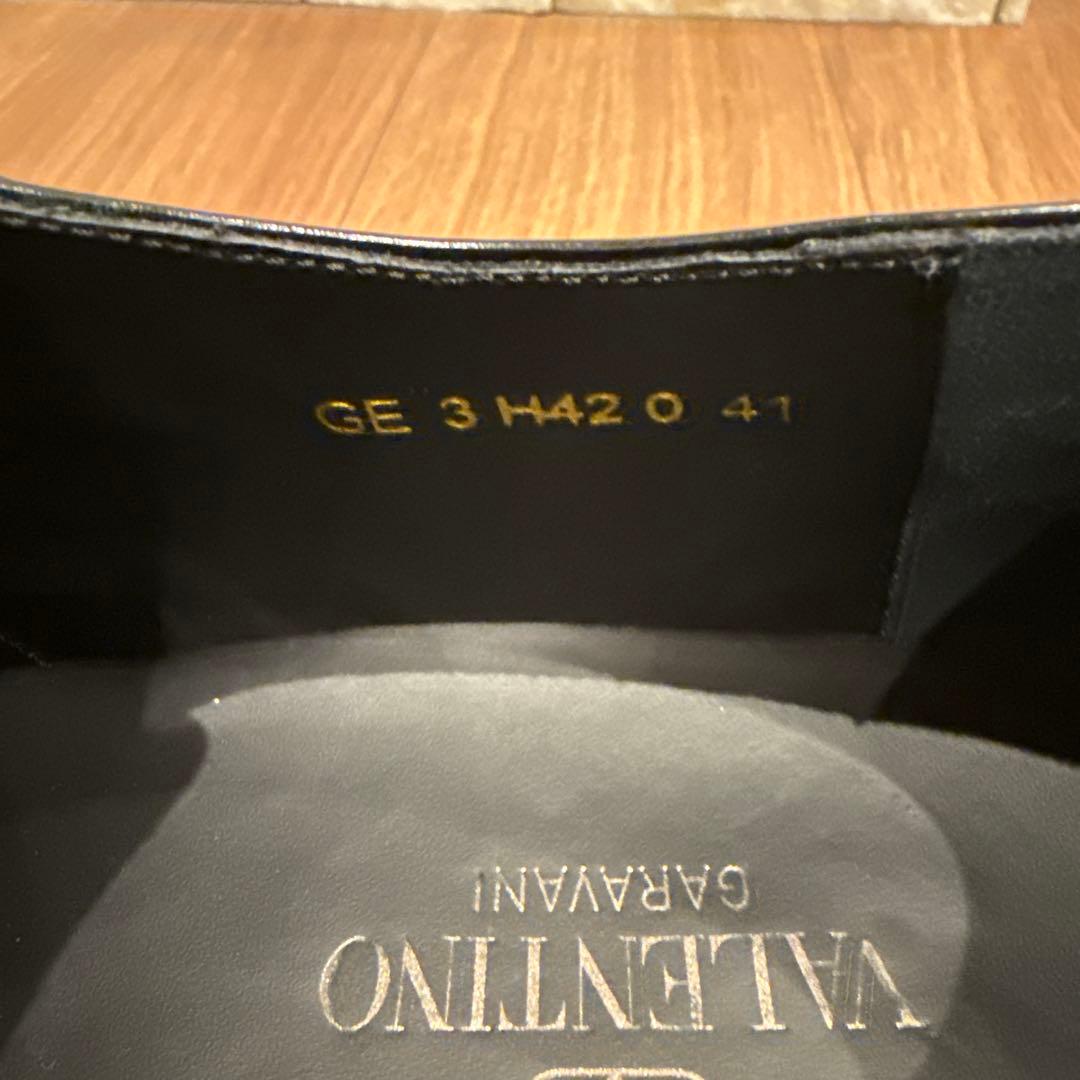 GE 3 H42 0 41
VALENTINO
GARAVANI